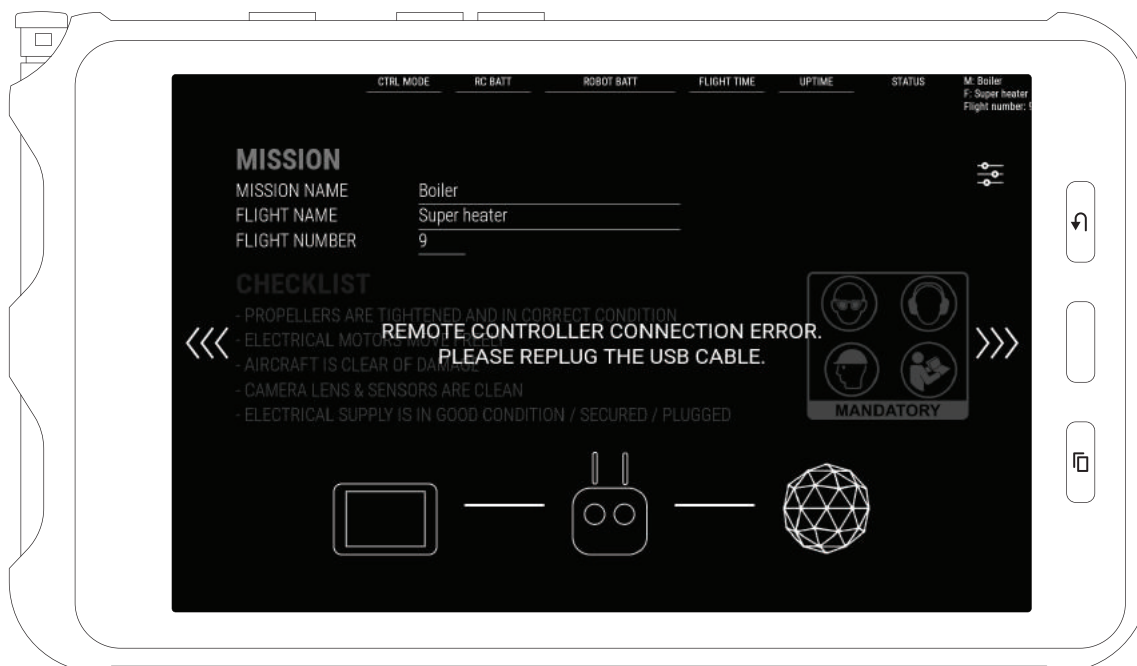 CTRL MODE RC BATT ROBOT BATT FLIGHT TIME UPTIME STATUS
M: Boiler
F: Super heater
Flight number: 9
MISSION
MISSION NAME Boiler
FLIGHT NAME Super heater
FLIGHT NUMBER 9
CHECKLIST
- PROPELLERS ARE TIGHTENED AND IN CORRECT CONDITION
- ELECTRICAL MOTORS MOVE FREELY
- AIRCRAFT IS CLEAR OF DAMAGE
- CAMERA LENS & SENSORS ARE CLEAN
- ELECTRICAL SUPPLY IS IN GOOD CONDITION / SECURED / PLUGGED
REMOTE CONTROLLER CONNECTION ERROR.
PLEASE REPLUG THE USB CABLE.
MANDATORY